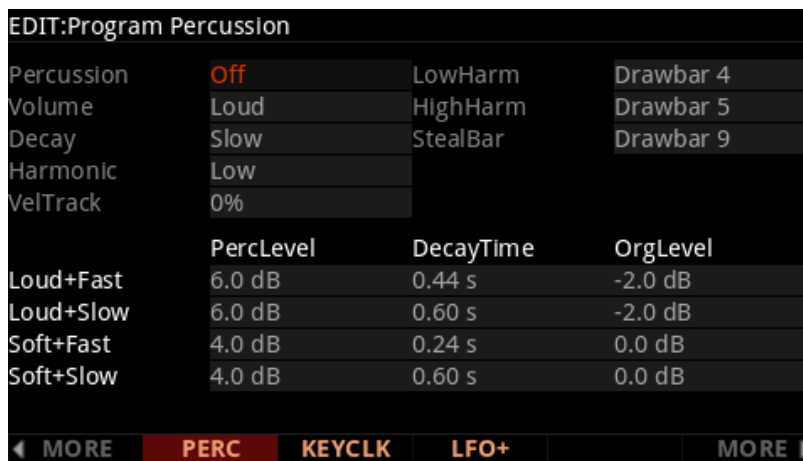 EDIT:Program Percussion
Percussion Off LowHarm Drawbar 4
Volume Loud HighHarm Drawbar 5
Decay Slow StealBar Drawbar 9
Harmonic Low
VelTrack 0%
PercLevel DecayTime OrgLevel
Loud+Fast 6.0 dB 0.44 s -2.0 dB
Loud+Slow 6.0 dB 0.60 s -2.0 dB
Soft+Fast 4.0 dB 0.24 s 0.0 dB
Soft+Slow 4.0 dB 0.60 s 0.0 dB
MORE PERC KEYCLK LFO+ MORE